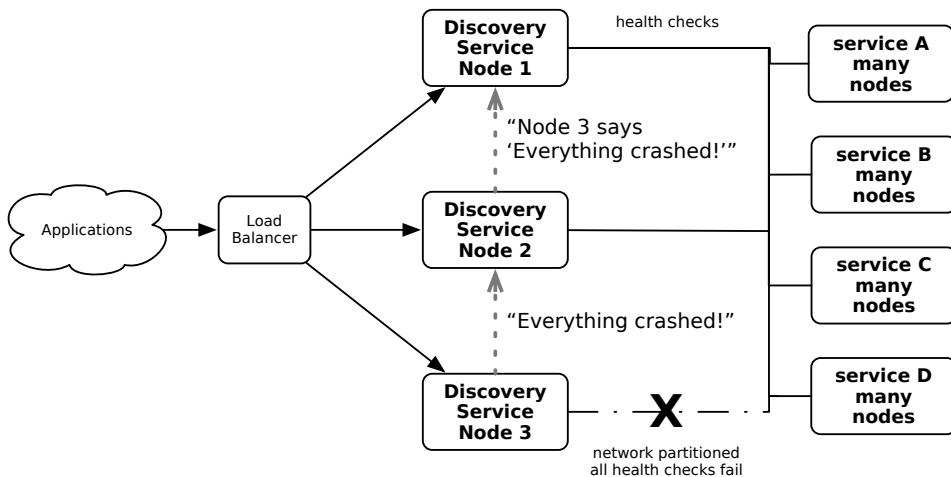 Discovery
Service
Node 1
health checks
service A
many
nodes
“Node 3 says
‘Everything crashed!’”
service B
many
nodes
Applications
Load
Balancer
Discovery
Service
Node 2
service C
many
nodes
“Everything crashed!”
Discovery
Service
Node 3
X
service D
many
nodes
network partitioned
all health checks fail